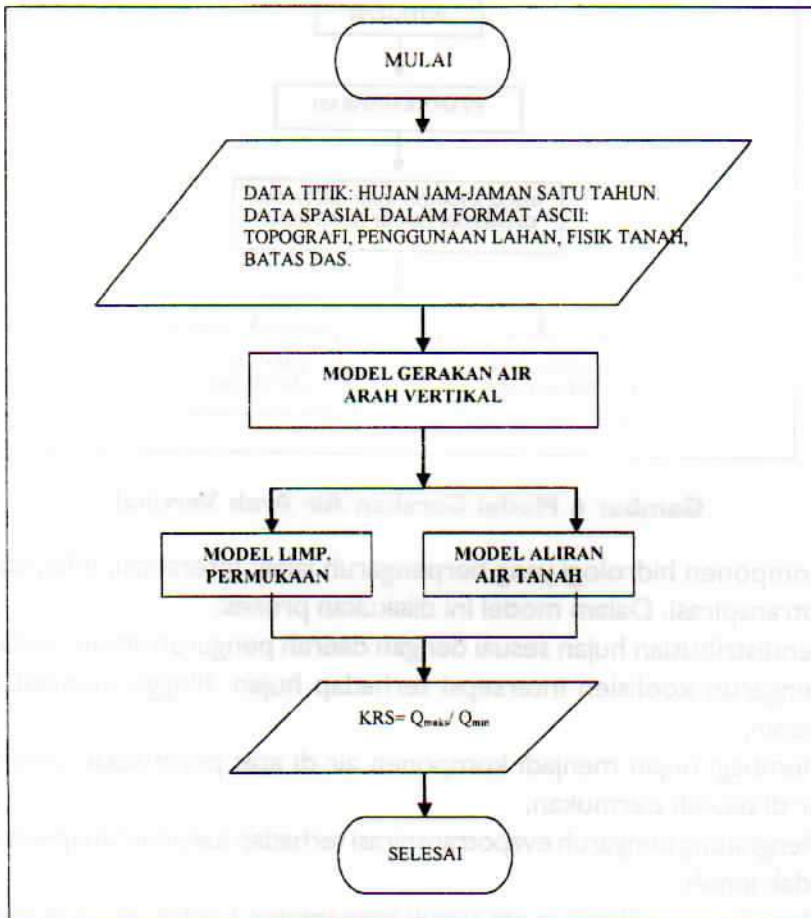 MULAI
DATA TITIK: HUJAN JAM-JAMAN SATU TAHUN.
DATA SPASIAL DALAM FORMAT ASCII:
TOPOGRAFI, PENGGUNAAN LAHAN, FISIK TANAH,
BATAS DAS.
MODEL GERAKAN AIR
ARAH VERTIKAL
MODEL LIMP.
PERMUKAAN
MODEL ALIRAN
AIR TANAH
KRS= Qmaks/ Qmin
SELESAI